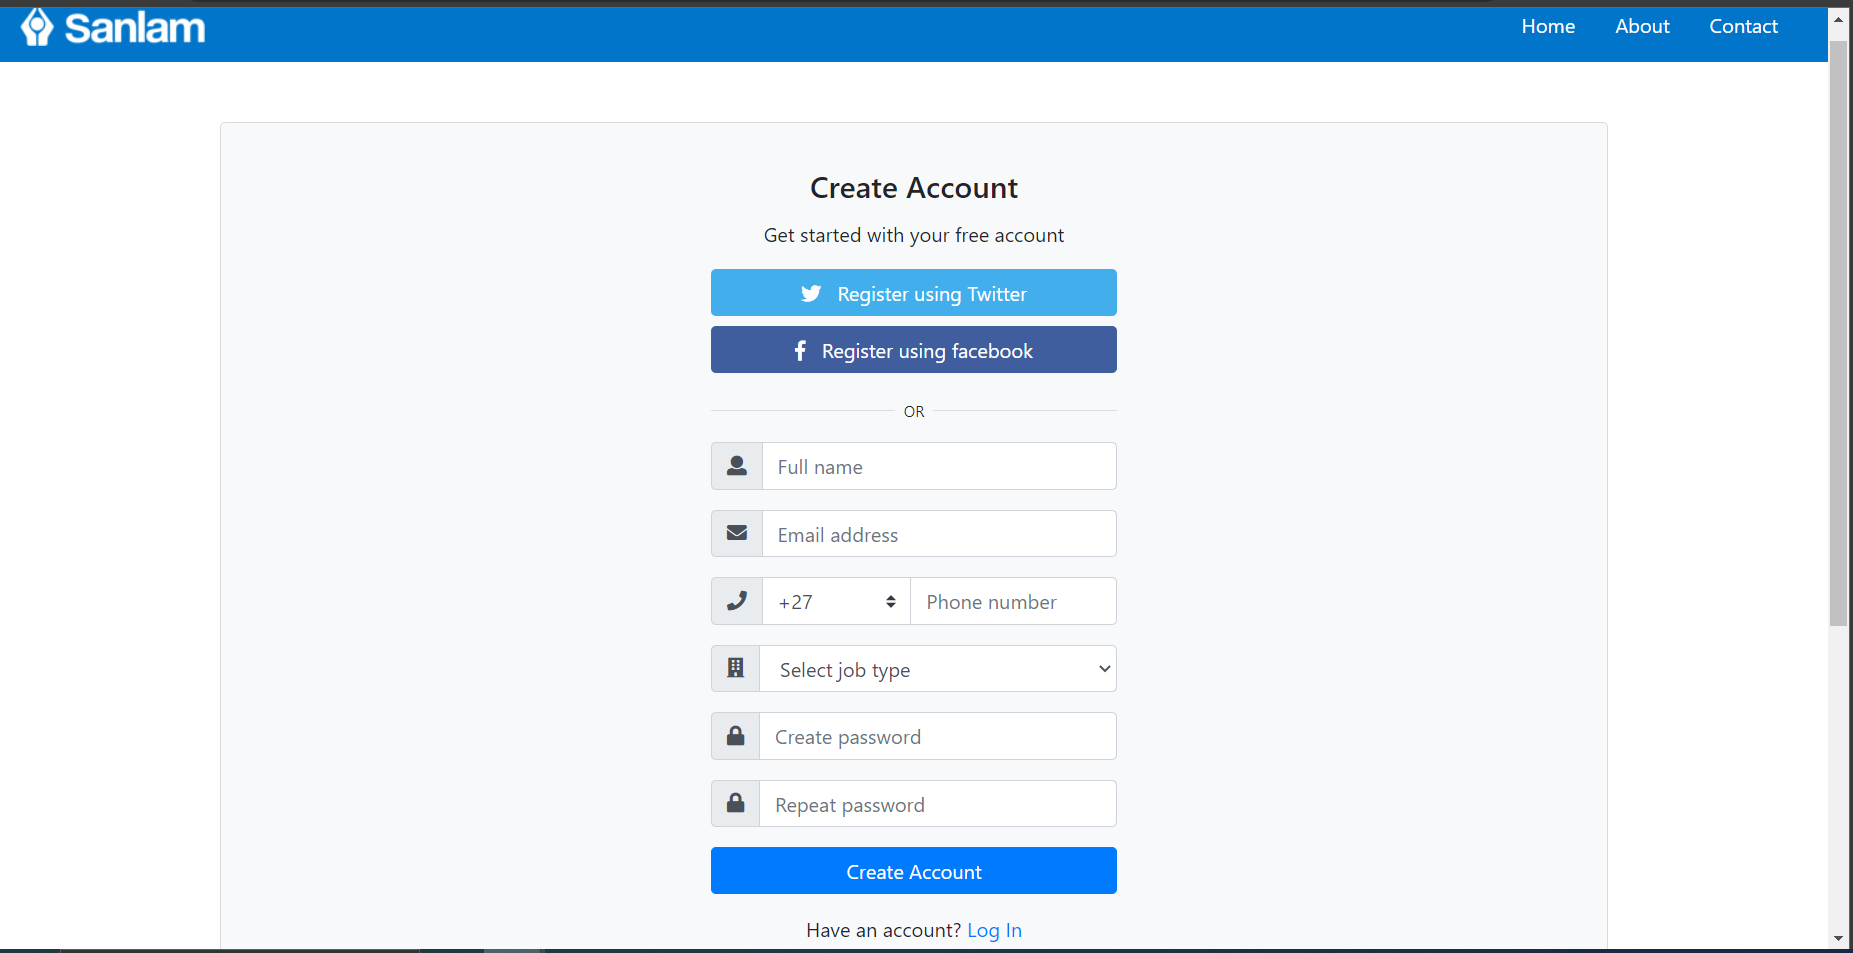 Sanlam
Home About Contact
Create Account
Get started with your free account
Register using Twitter
Register using facebook
OR
Full name
Email address
+27 Phone number
Select job type
Create password
Repeat password
Create Account
Have an account? Log In